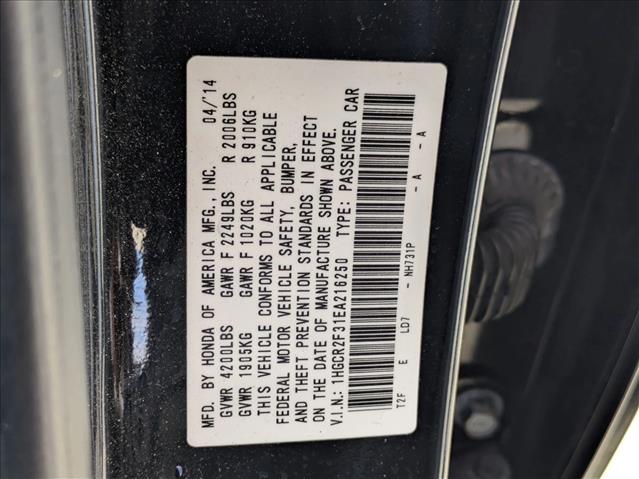 MFD. BY HONDA OF AMERICA MFG., INC. 04/'14
GVWR 4200LBS GAWR F 2249LBS R 2006LBS
GVWR 1905KG GAWR F 1020KG R 910KG
THIS VEHICLE CONFORMS TO ALL APPLICABLE
FEDERAL MOTOR VEHICLE SAFETY, BUMPER,
AND THEFT PREVENTION STANDARDS IN EFFECT
ON THE DATE OF MANUFACTURE SHOWN ABOVE.
V.I.N.: 1HGCR2F31EA216250 TYPE: PASSENGER CAR
T2F E LD7 - NH731P - A - A